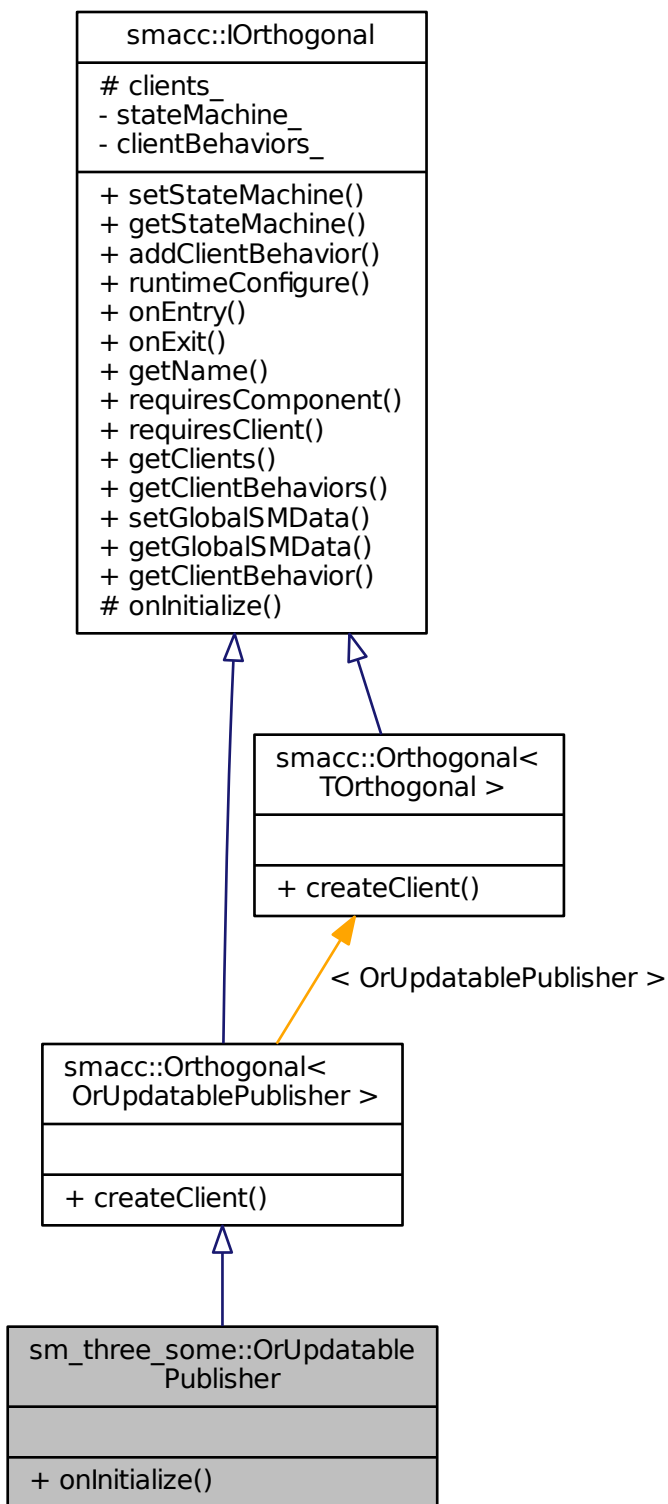 smacc::IOrthogonal
# clients_
- stateMachine_
- clientBehaviors_
+ setStateMachine()
+ getStateMachine()
+ addClientBehavior()
+ runtimeConfigure()
+ onEntry()
+ onExit()
+ getName()
+ requiresComponent()
+ requiresClient()
+ getClients()
+ getClientBehaviors()
+ setGlobalSMData()
+ getGlobalSMData()
+ getClientBehavior()
# onInitialize()
smacc::Orthogonal<
TOrthogonal >
+ createClient()
< OrUpdatablePublisher >
smacc::Orthogonal<
OrUpdatablePublisher >
+ createClient()
sm_three_some::OrUpdatable
Publisher
+ onInitialize()